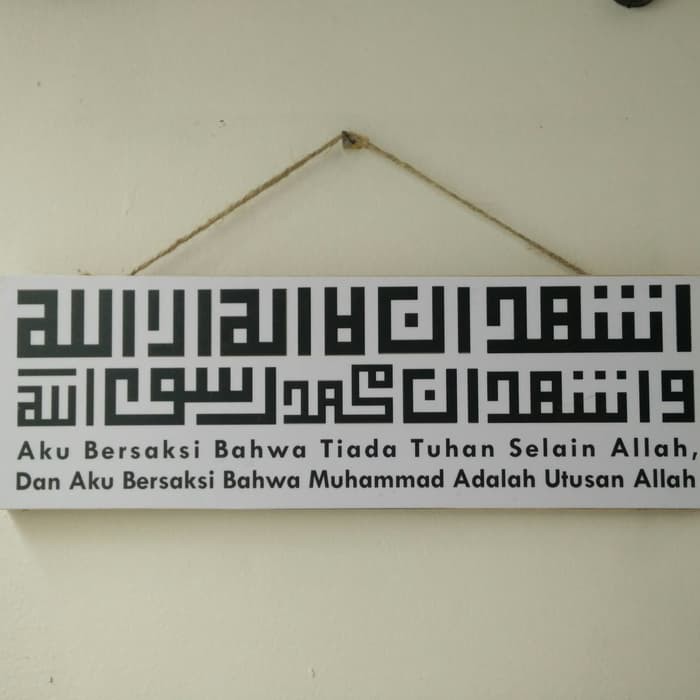 اشهد ان لا اله الا الله
و اشهد ان محمد رسول الله
Aku Bersaksi Bahwa Tiada Tuhan Selain Allah,
Dan Aku Bersaksi Bahwa Muhammad Adalah Utusan Allah